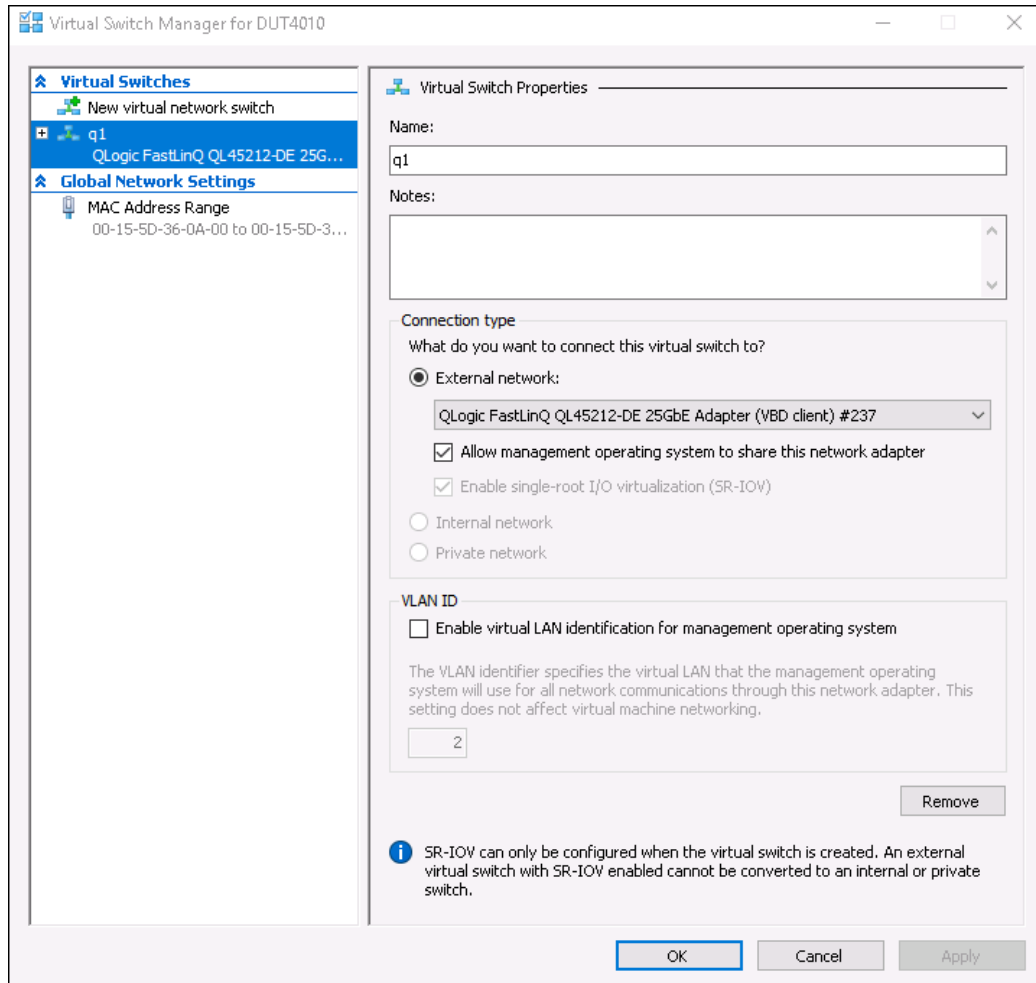 Virtual Switch Manager for DUT4010
Virtual Switches
New virtual network switch
q1
QLogic FastLinQ QL45212-DE 25G...
Global Network Settings
MAC Address Range
00-15-5D-36-0A-00 to 00-15-5D-3...
Virtual Switch Properties
Name:
q1
Notes:
Connection type
What do you want to connect this virtual switch to?
External network:
QLogic FastLinQ QL45212-DE 25GbE Adapter (VBD client) #237
Allow management operating system to share this network adapter
Enable single-root I/O virtualization (SR-IOV)
Internal network
Private network
VLAN ID
Enable virtual LAN identification for management operating system
The VLAN identifier specifies the virtual LAN that the management operating
system will use for all network communications through this network adapter. This
setting does not affect virtual machine networking.
2
Remove
SR-IOV can only be configured when the virtual switch is created. An external
virtual switch with SR-IOV enabled cannot be converted to an internal or private
switch.
OK Cancel Apply